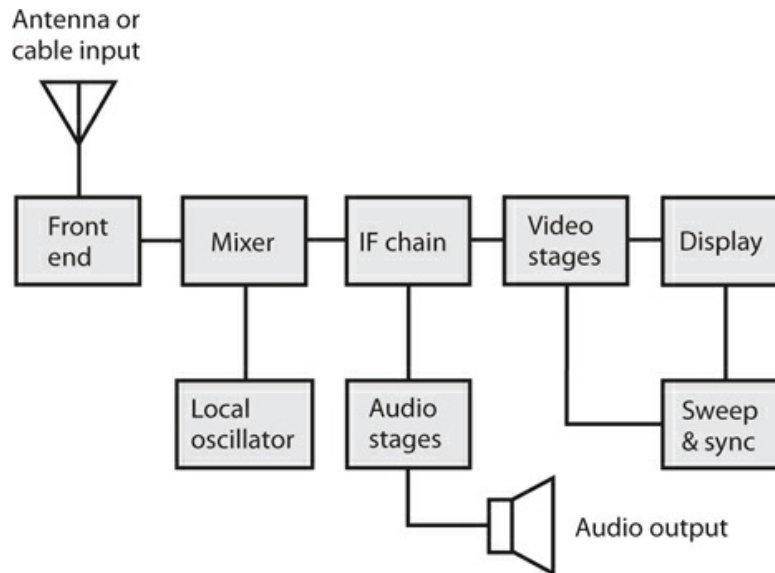 Antenna or
cable input
Front
end
Mixer
IF chain
Video
stages
Display
Local
oscillator
Audio
stages
Sweep
& sync
Audio output